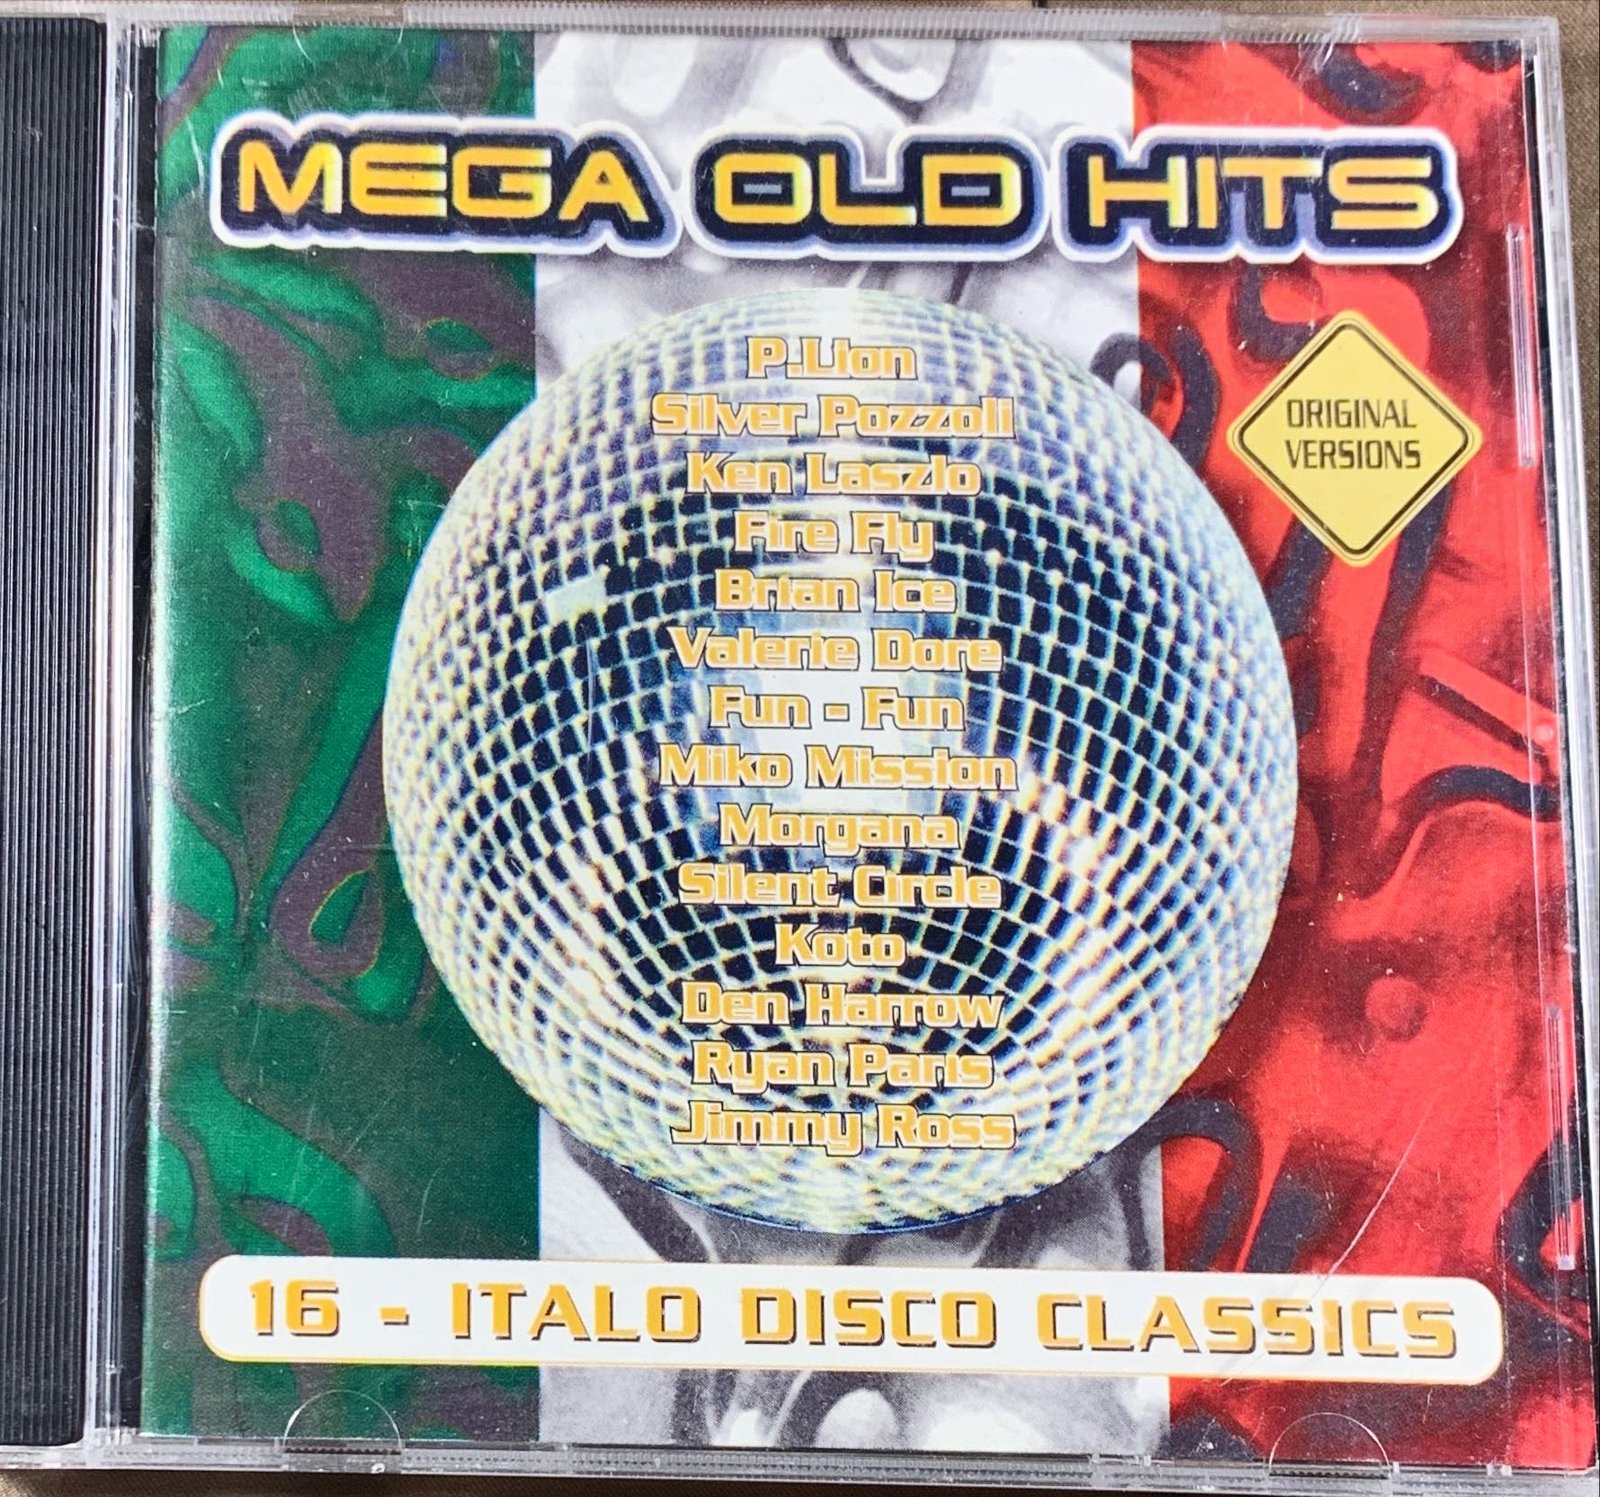 MEGA OLD HITS
P.Lion
Silver Pozzoli
Ken Laszlo
Fire Fly
Brian Ice
Valerie Dore
Fun - Fun
Miko Mission
Morgana
Silent Circle
Koto
Den Harrow
Ryan Paris
Jimmy Ross
ORIGINAL
VERSIONS
16 - ITALO DISCO CLASSICS